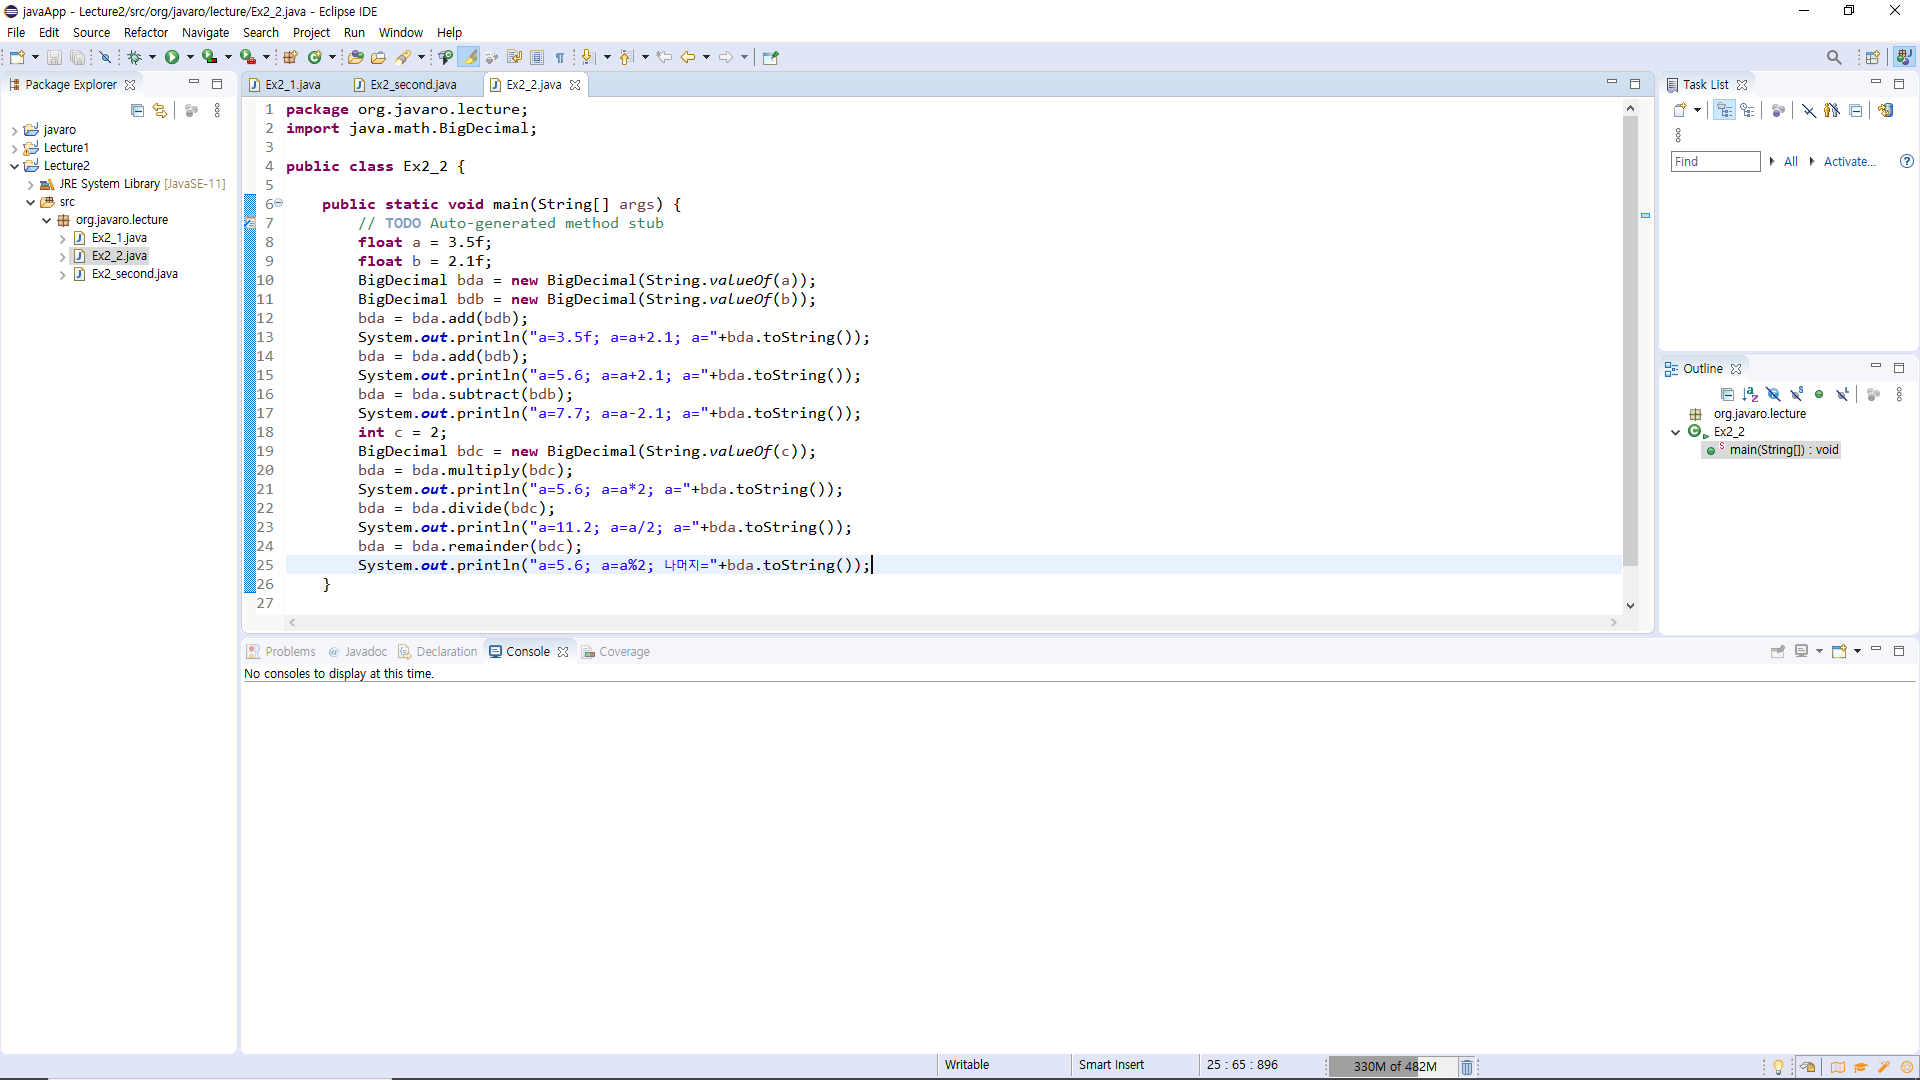 javaApp - Lecture2/src/org/javaro/lecture/Ex2_2.java - Eclipse IDE
File Edit Source Refactor Navigate Search Project Run Window Help
Package Explorer
javaro
Lecture1
Lecture2
JRE System Library [JavaSE-11]
src
org.javaro.lecture
Ex2_1.java
Ex2_2.java
Ex2_second.java
Ex2_1.java Ex2_second.java Ex2_2.java
1 package org.javaro.lecture;
2 import java.math.BigDecimal;
3
4 public class Ex2_2 {
5
6 public static void main(String[] args) {
7 // TODO Auto-generated method stub
8 float a = 3.5f;
9 float b = 2.1f;
10 BigDecimal bda = new BigDecimal(String.valueOf(a));
11 BigDecimal bdb = new BigDecimal(String.valueOf(b));
12 bda = bda.add(bdb);
13 System.out.println("a=3.5f; a=a+2.1; a="+bda.toString());
14 bda = bda.add(bdb);
15 System.out.println("a=5.6; a=a+2.1; a="+bda.toString());
16 bda = bda.subtract(bdb);
17 System.out.println("a=7.7; a=a-2.1; a="+bda.toString());
18 int c = 2;
19 BigDecimal bdc = new BigDecimal(String.valueOf(c));
20 bda = bda.multiply(bdc);
21 System.out.println("a=5.6; a=a*2; a="+bda.toString());
22 bda = bda.divide(bdc);
23 System.out.println("a=11.2; a=a/2; a="+bda.toString());
24 bda = bda.remainder(bdc);
25 System.out.println("a=5.6; a=a%2; 나머지="+bda.toString());
26 }
27
Task List
Find All Activate...
Outline
org.javaro.lecture
Ex2_2
main(String[]) : void
Problems Javadoc Declaration Console Coverage
No consoles to display at this time.
Writable Smart Insert 25 : 65 : 896 330M of 482M